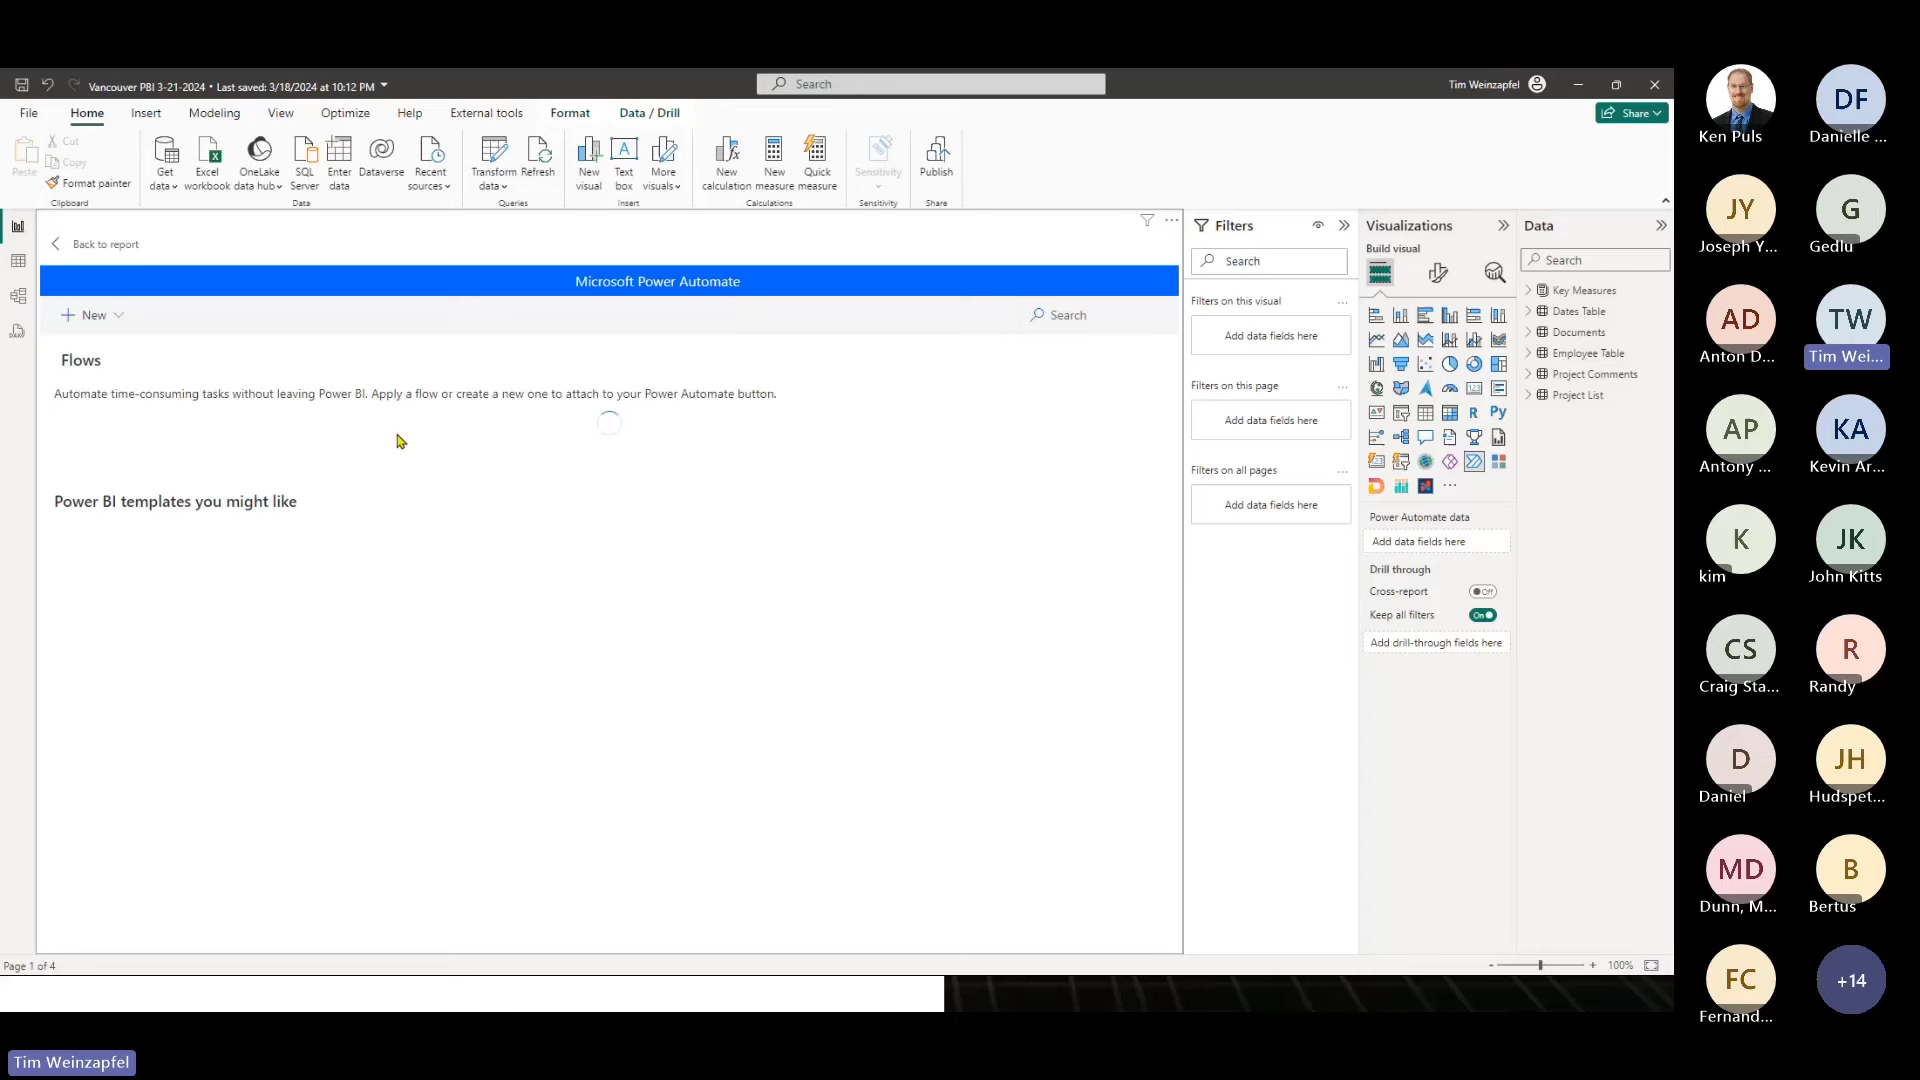 Vancouver PBI 3-21-2024 • Last saved: 3/18/2024 at 10:12 PM
Search
Tim Weinzapfel
File Home Insert Modeling View Optimize Help External tools Format Data / Drill
Share
Paste
Cut
Copy
Format painter
Clipboard
Get data
Excel workbook
OneLake data hub
SQL Server
Enter data
Dataverse
Recent sources
Data
Transform data
Refresh
Queries
New visual
Text box
More visuals
Insert
New calculation
New measure
Quick measure
Calculations
Sensitivity
Sensitivity
Publish
Share
Back to report
Microsoft Power Automate
New
Search
Flows
Automate time-consuming tasks without leaving Power BI. Apply a flow or create a new one to attach to your Power Automate button.
Power BI templates you might like
Filters
Search
Filters on this visual
Add data fields here
Filters on this page
Add data fields here
Filters on all pages
Add data fields here
Visualizations
Build visual
R Py
Power Automate data
Add data fields here
Drill through
Cross-report
Off
Keep all filters
On
Add drill-through fields here
Data
Search
Key Measures
Dates Table
Documents
Employee Table
Project Comments
Project List
Page 1 of 4
100%
Ken Puls
DF
Danielle ...
JY
Joseph Y...
G
Gedlu
AD
Anton D...
TW
Tim Wei...
AP
Antony ...
KA
Kevin Ar...
K
kim
JK
John Kitts
CS
Craig Sta...
R
Randy
D
Daniel
JH
Hudspet...
MD
Dunn, M...
B
Bertus
FC
Fernand...
+14
Tim Weinzapfel